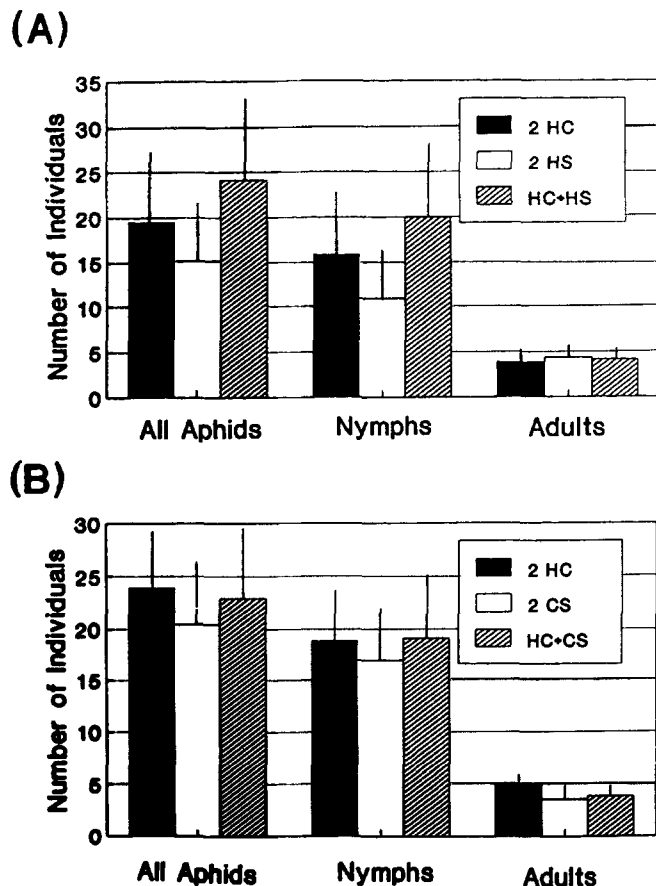 (A)
Number of Individuals
35
30
25
20
15
10
5
0
2 HC
2 HS
HC+HS
All Aphids
Nymphs
Adults
(B)
Number of Individuals
30
25
20
15
10
5
0
2 HC
2 CS
HC+CS
All Aphids
Nymphs
Adults